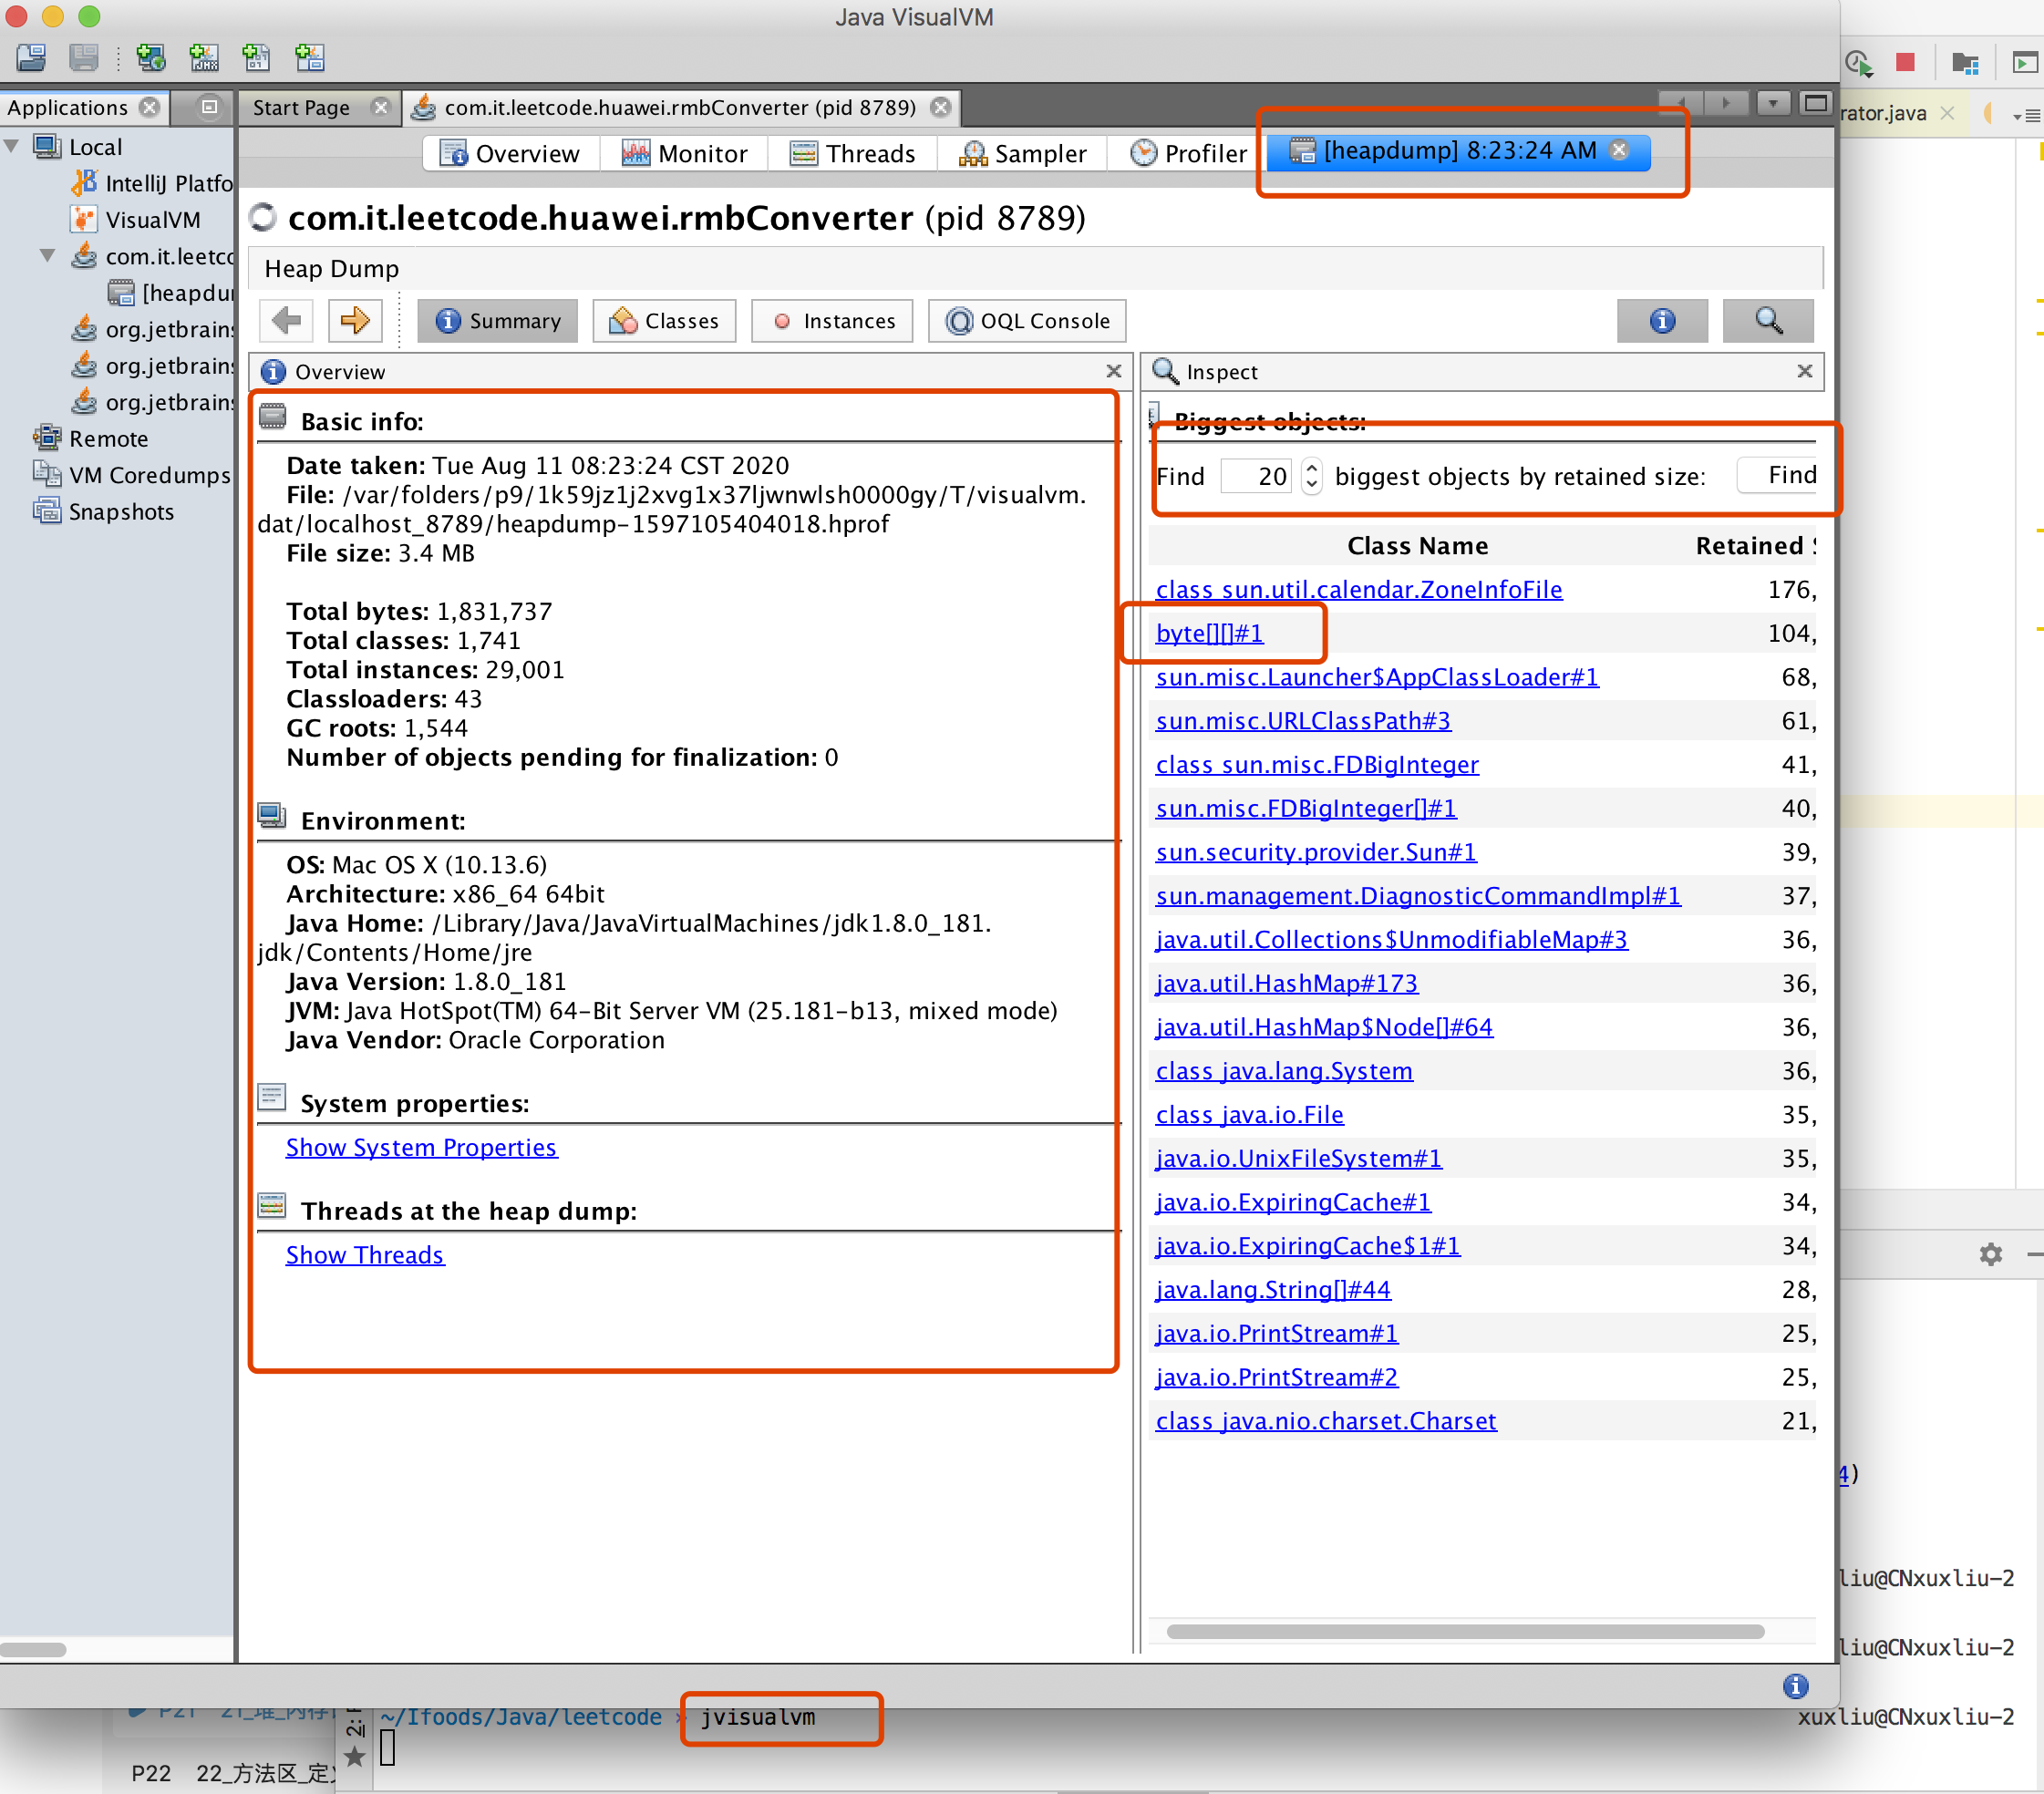 Java VisualVM
Applications
Start Page
com.it.leetcode.huawei.rmbConverter (pid 8789)
rator.java
Local
IntelliJ Platfo
VisualVM
com.it.leetco
[heapdu
org.jetbrains
org.jetbrains
org.jetbrains
Remote
VM Coredumps
Snapshots
Overview
Monitor
Threads
Sampler
Profiler
[heapdump] 8:23:24 AM
com.it.leetcode.huawei.rmbConverter (pid 8789)
Heap Dump
Summary
Classes
Instances
OQL Console
Overview
Basic info:
Date taken: Tue Aug 11 08:23:24 CST 2020
File: /var/folders/p9/1k59jz1j2xvg1x37ljwnwlsh0000gy/T/visualvm.
dat/localhost_8789/heapdump-1597105404018.hprof
File size: 3.4 MB
Total bytes: 1,831,737
Total classes: 1,741
Total instances: 29,001
Classloaders: 43
GC roots: 1,544
Number of objects pending for finalization: 0
Environment:
OS: Mac OS X (10.13.6)
Architecture: x86_64 64bit
Java Home: /Library/Java/JavaVirtualMachines/jdk1.8.0_181.
jdk/Contents/Home/jre
Java Version: 1.8.0_181
JVM: Java HotSpot(TM) 64-Bit Server VM (25.181-b13, mixed mode)
Java Vendor: Oracle Corporation
System properties:
Show System Properties
Threads at the heap dump:
Show Threads
Inspect
Biggest objects:
Find 20 biggest objects by retained size: Find
Class Name Retained S
class sun.util.calendar.ZoneInfoFile 176,
byte[][]#1 104,
sun.misc.Launcher$AppClassLoader#1 68,
sun.misc.URLClassPath#3 61,
class sun.misc.FDBigInteger 41,
sun.misc.FDBigInteger[]#1 40,
sun.security.provider.Sun#1 39,
sun.management.DiagnosticCommandImpl#1 37,
java.util.Collections$UnmodifiableMap#3 36,
java.util.HashMap#173 36,
java.util.HashMap$Node[]#64 36,
class java.lang.System 36,
class java.io.File 35,
java.io.UnixFileSystem#1 35,
java.io.ExpiringCache#1 34,
java.io.ExpiringCache$1#1 34,
java.lang.String[]#44 28,
java.io.PrintStream#1 25,
java.io.PrintStream#2 25,
class java.nio.charset.Charset 21,
4)
liu@CNxuxliu-2
liu@CNxuxliu-2
P21 21_堆_内存
2: F
~/Ifoods/Java/leetcode > jvisualvm
xuxliu@CNxuxliu-2
P22 22_方法区_定